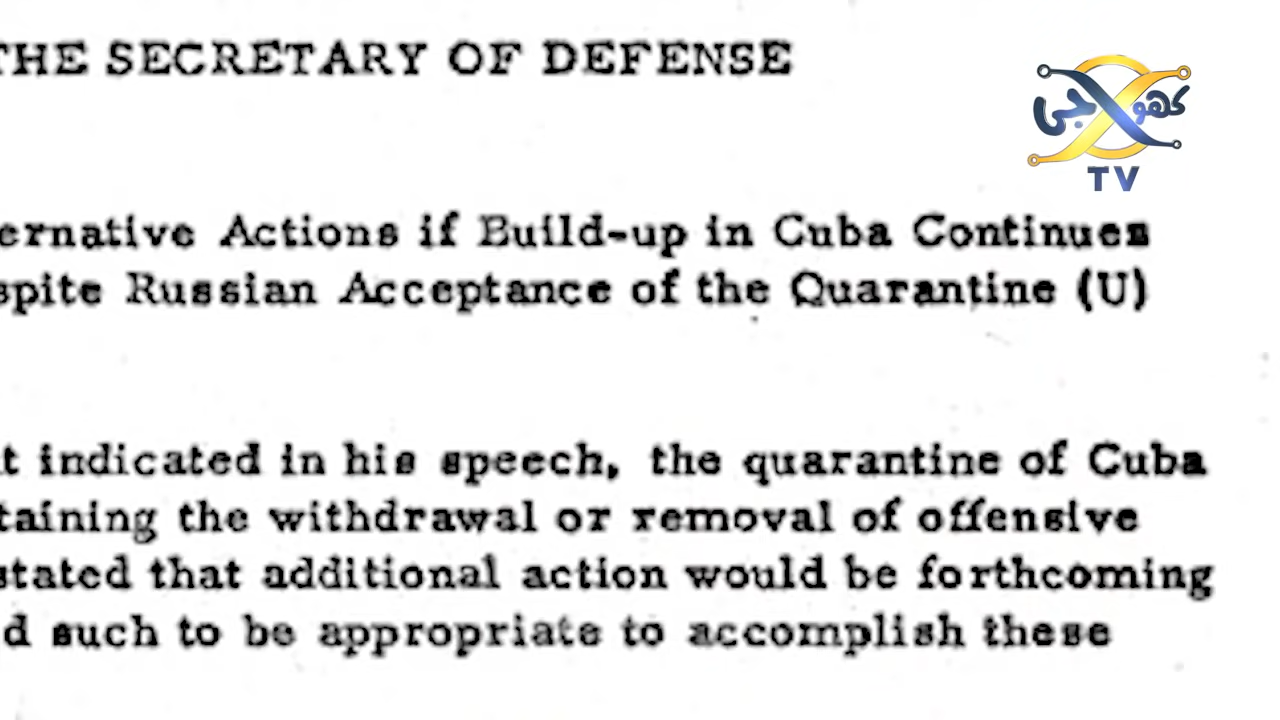 THE SECRETARY OF DEFENSE
کھوجی
TV
ernative Actions if Build-up in Cuba Continues
spite Russian Acceptance of the Quarantine (U)
t indicated in his speech, the quarantine of Cuba
taining the withdrawal or removal of offensive
stated that additional action would be forthcoming
d such to be appropriate to accomplish these